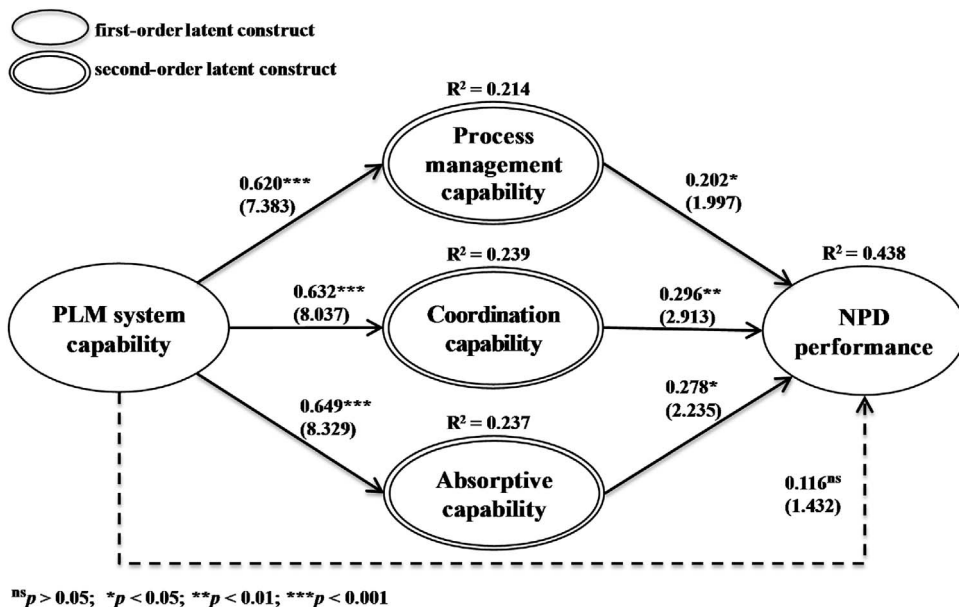 first-order latent construct
second-order latent construct
R² = 0.214
Process
management
capability
0.620***
(7.383)
0.202*
(1.997)
R² = 0.239
R² = 0.438
PLM system
capability
0.632***
(8.037)
Coordination
capability
0.296**
(2.913)
NPD
performance
0.649***
(8.329)
0.278*
(2.235)
R² = 0.237
Absorptive
capability
0.116ⁿˢ
(1.432)
ⁿˢp > 0.05; *p < 0.05; **p < 0.01; ***p < 0.001